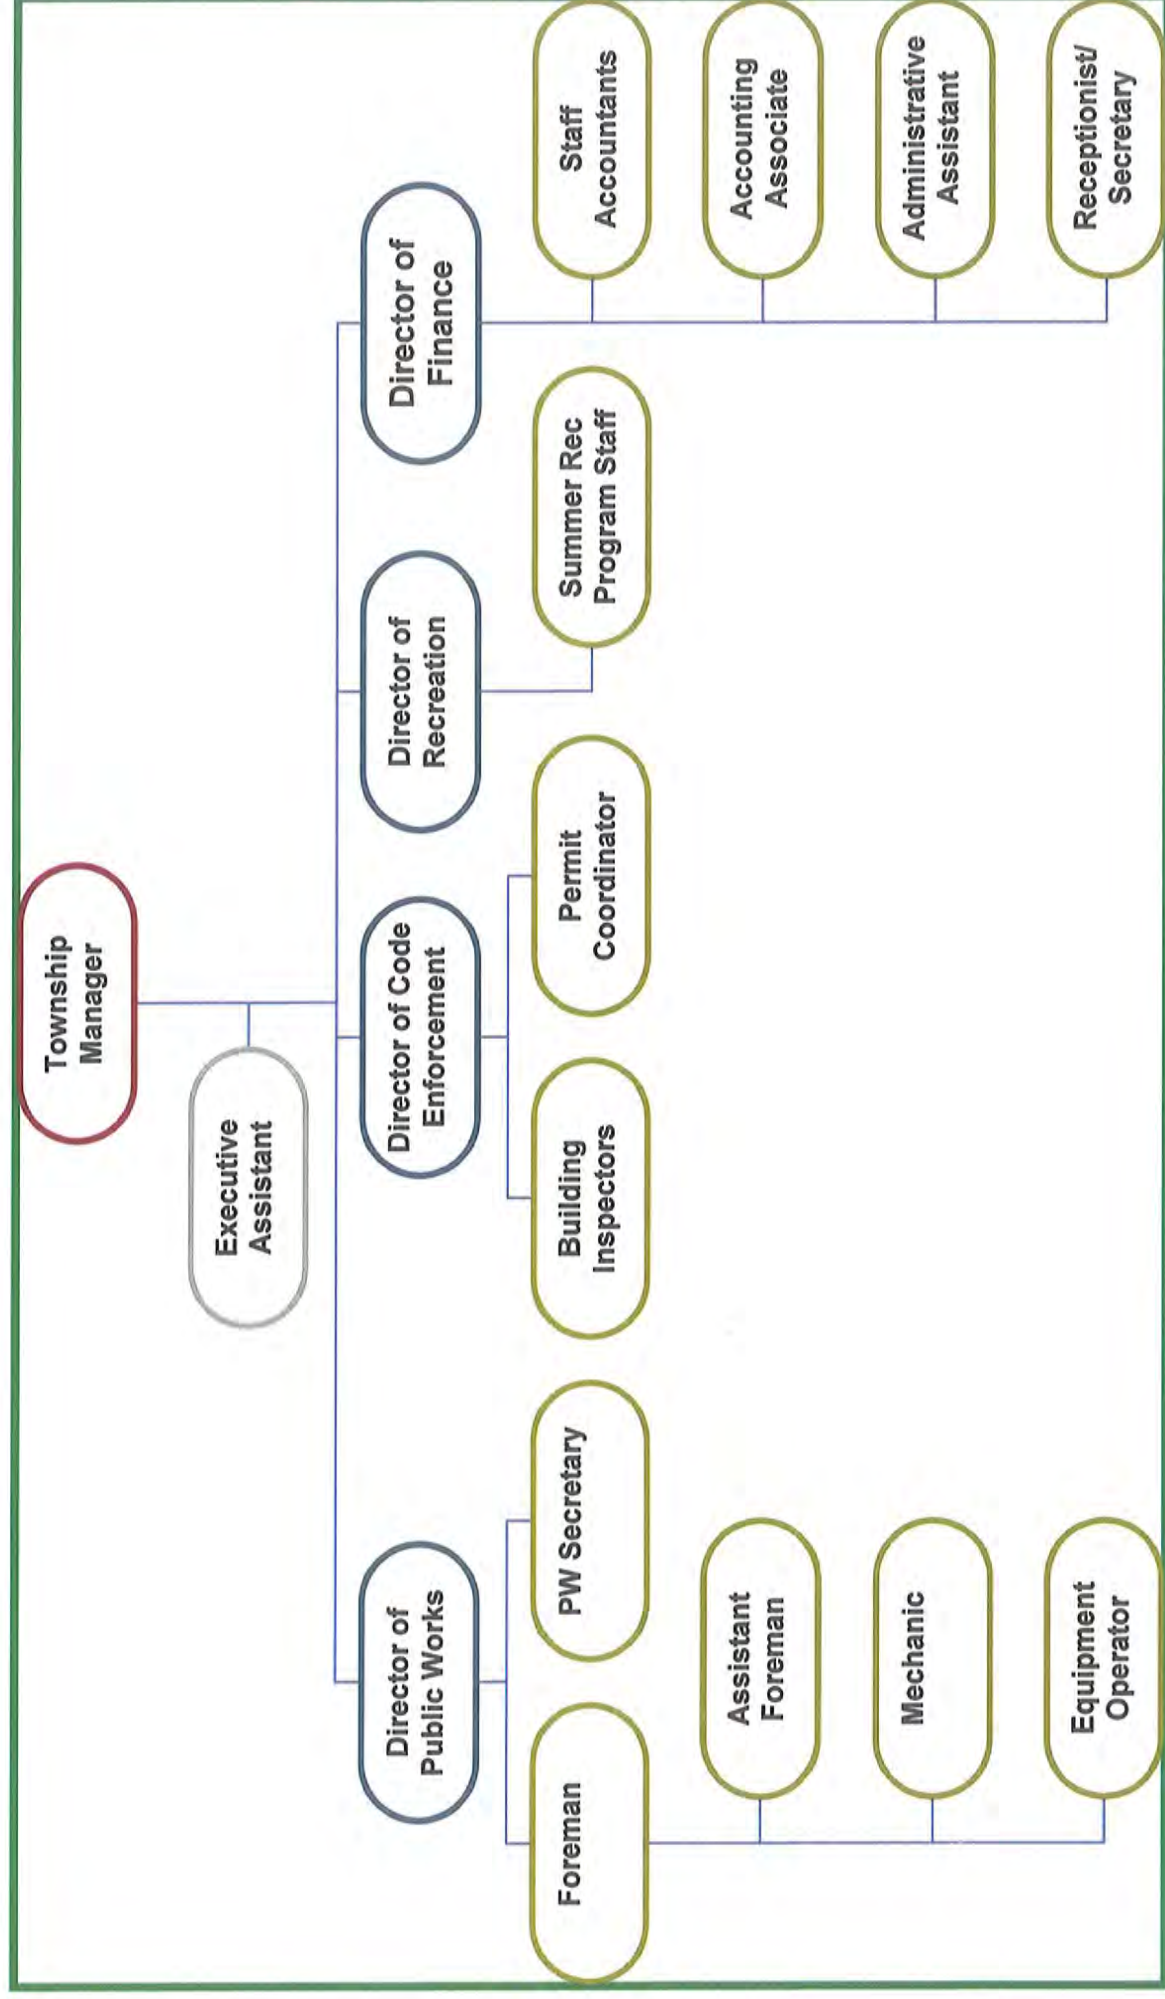 Township
Manager
Executive
Assistant
Director of
Public Works
Director of Code
Enforcement
Director of
Recreation
Director of
Finance
Foreman
PW Secretary
Building
Inspectors
Permit
Coordinator
Summer Rec
Program Staff
Staff
Accountants
Assistant
Foreman
Accounting
Associate
Mechanic
Administrative
Assistant
Equipment
Operator
Receptionist/
Secretary